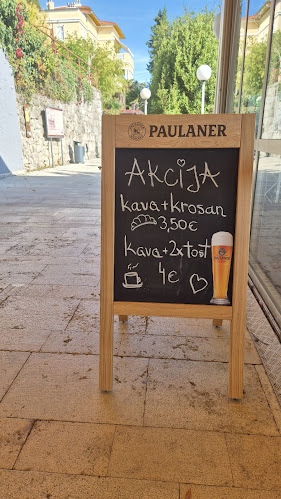 PAULANER
AKCIJA
kava + krosan
3,50€
kava + 2x tost
4€